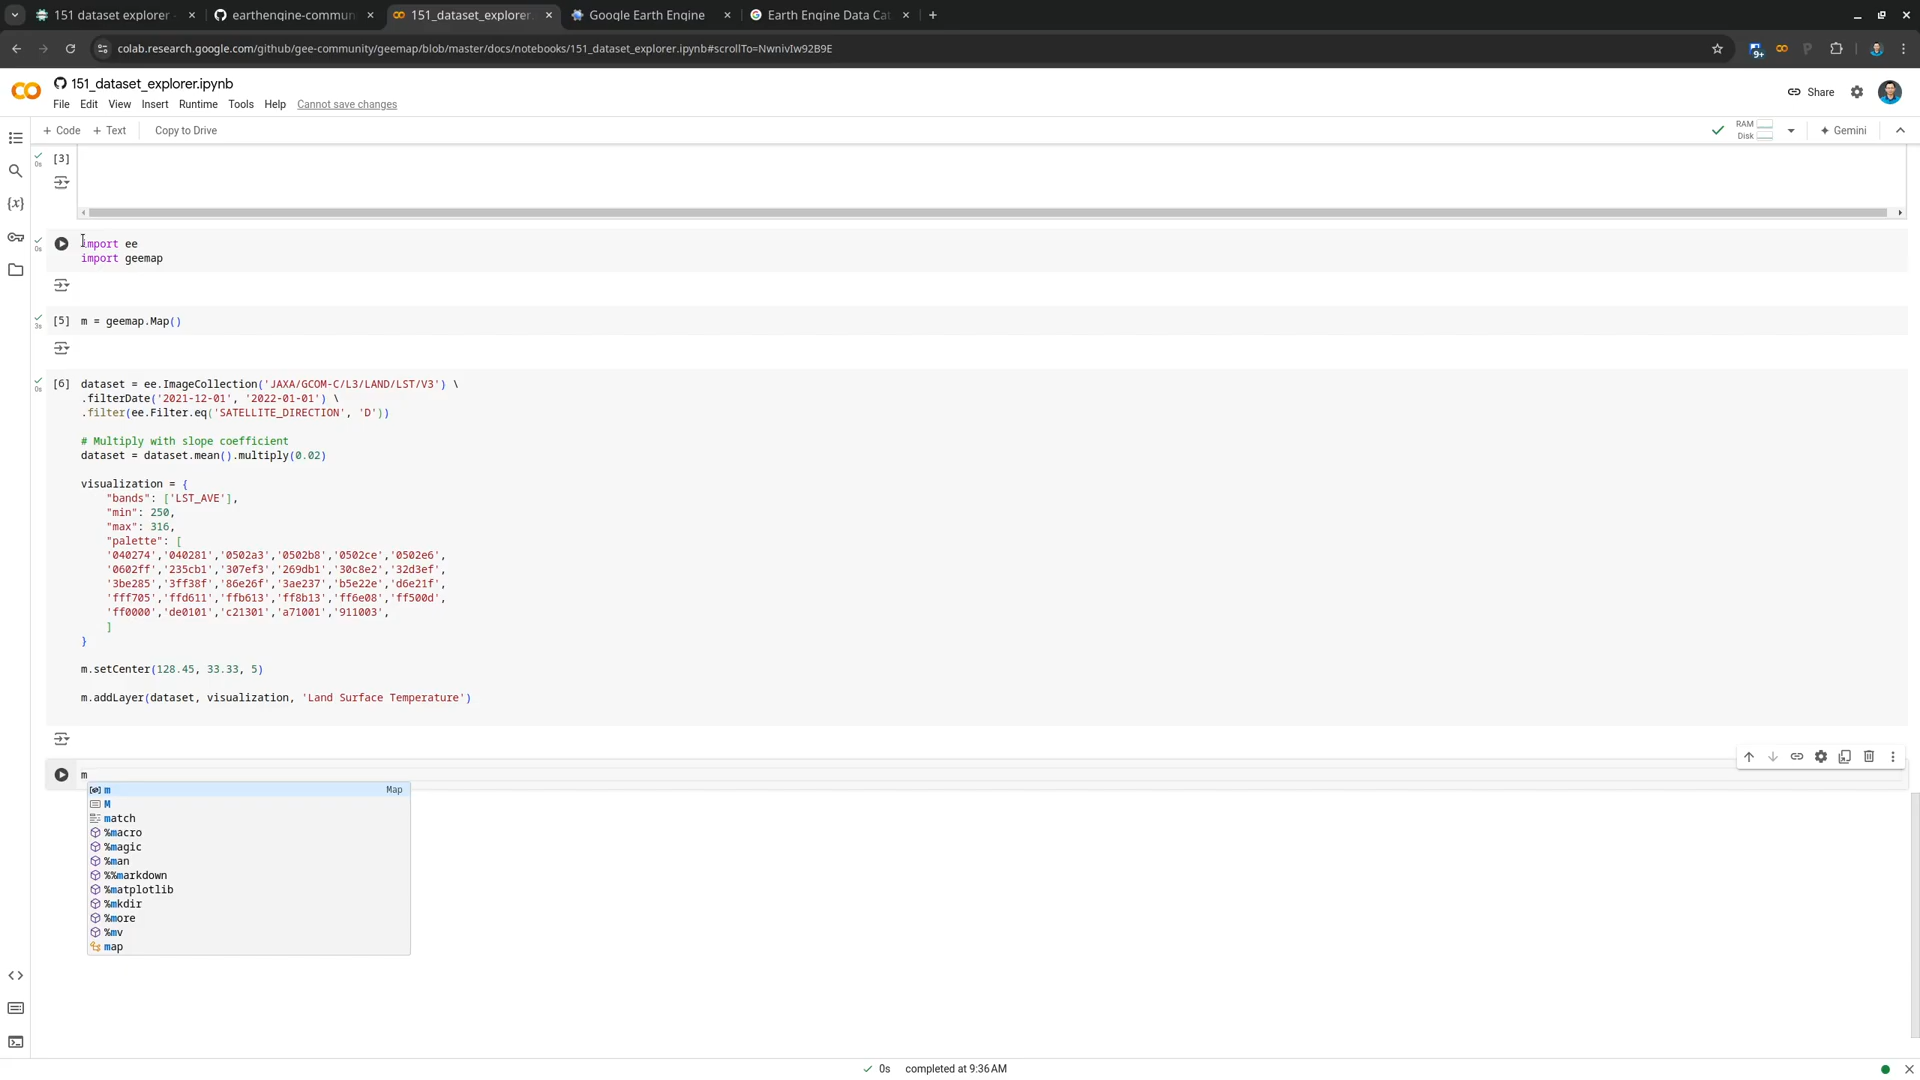 151 dataset explorer
earthengine-commun
151_dataset_explorer.
Google Earth Engine
Earth Engine Data Cat
colab.research.google.com/github/gee-community/geemap/blob/master/docs/notebooks/151_dataset_explorer.ipynb#scrollTo=NwnivIw92B9E
9+
151_dataset_explorer.ipynb
File Edit View Insert Runtime Tools Help Cannot save changes
Share
+ Code + Text Copy to Drive
RAM
Disk
Gemini
0s [3]
import ee
0s
import geemap
[5] m = geemap.Map()
3s
[6] dataset = ee.ImageCollection('JAXA/GCOM-C/L3/LAND/LST/V3') \
0s
.filterDate('2021-12-01', '2022-01-01') \
.filter(ee.Filter.eq('SATELLITE_DIRECTION', 'D'))
# Multiply with slope coefficient
dataset = dataset.mean().multiply(0.02)
visualization = {
"bands": ['LST_AVE'],
"min": 250,
"max": 316,
"palette": [
'040274','040281','0502a3','0502b8','0502ce','0502e6',
'0602ff','235cb1','307ef3','269db1','30c8e2','32d3ef',
'3be285','3ff38f','86e26f','3ae237','b5e22e','d6e21f',
'fff705','ffd611','ffb613','ff8b13','ff6e08','ff500d',
'ff0000','de0101','c21301','a71001','911003',
]
}
m.setCenter(128.45, 33.33, 5)
m.addLayer(dataset, visualization, 'Land Surface Temperature')
m
m Map
M
match
%macro
%magic
%man
%%markdown
%matplotlib
%mkdir
%more
%mv
map
0s completed at 9:36 AM